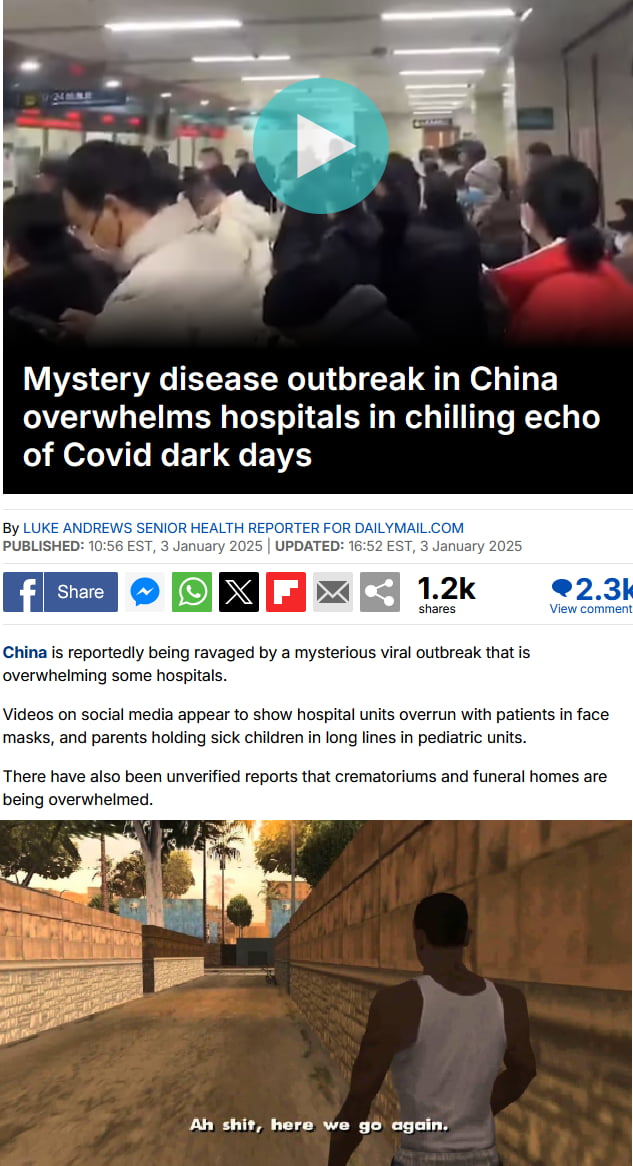 Mystery disease outbreak in China
overwhelms hospitals in chilling echo
of Covid dark days
By LUKE ANDREWS SENIOR HEALTH REPORTER FOR DAILYMAIL.COM
PUBLISHED: 10:56 EST, 3 January 2025 | UPDATED: 16:52 EST, 3 January 2025
f Share
1.2k
shares
2.3k
View comment
China is reportedly being ravaged by a mysterious viral outbreak that is
overwhelming some hospitals.
Videos on social media appear to show hospital units overrun with patients in face
masks, and parents holding sick children in long lines in pediatric units.
There have also been unverified reports that crematoriums and funeral homes are
being overwhelmed.
Ah shit, here we go again.